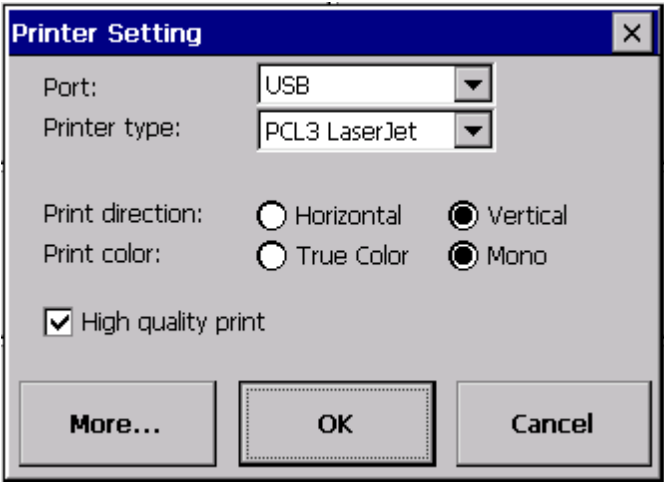 Printer Setting
Port: USB
Printer type: PCL3 LaserJet
Print direction: Horizontal Vertical
Print color: True Color Mono
High quality print
More... OK Cancel